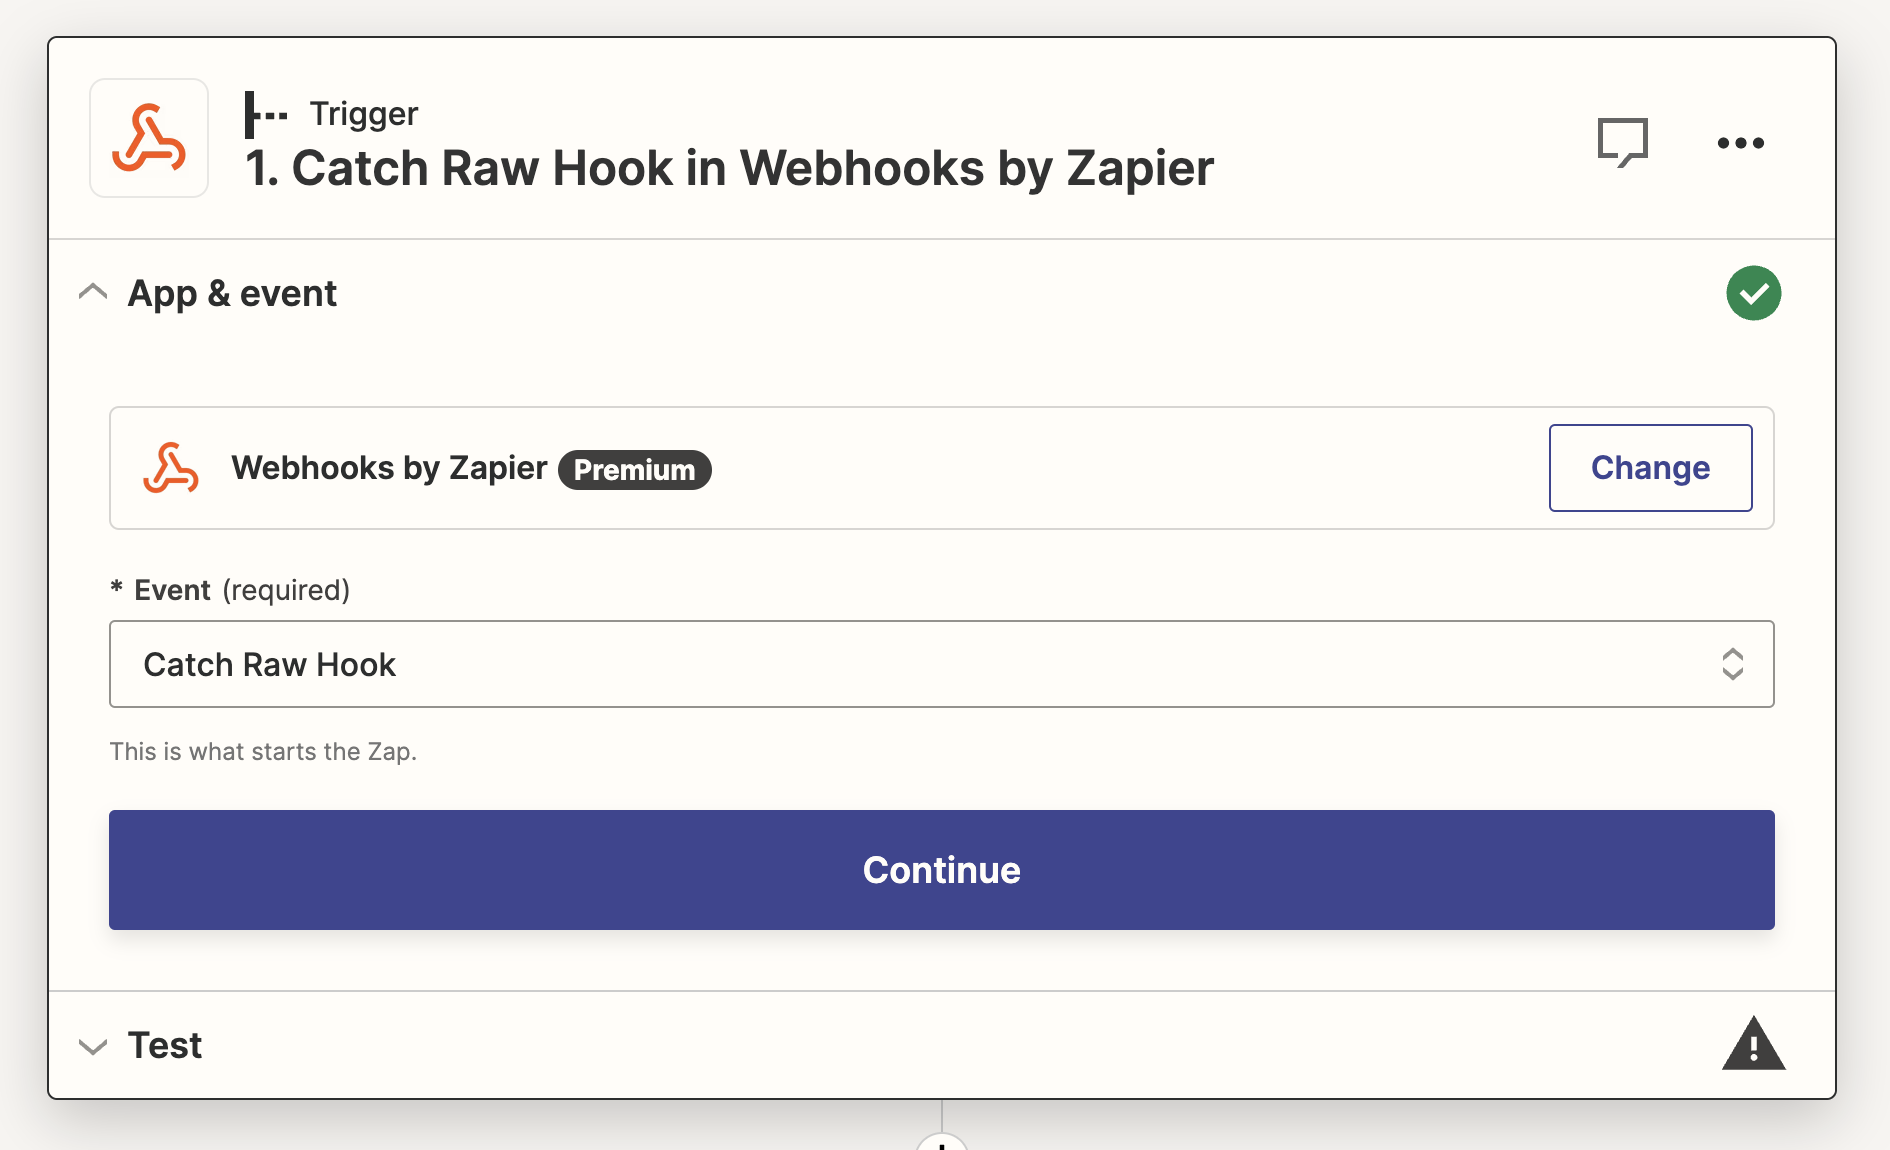 Trigger
1. Catch Raw Hook in Webhooks by Zapier
App & event
Webhooks by Zapier Premium
Change
* Event (required)
Catch Raw Hook
This is what starts the Zap.
Continue
Test